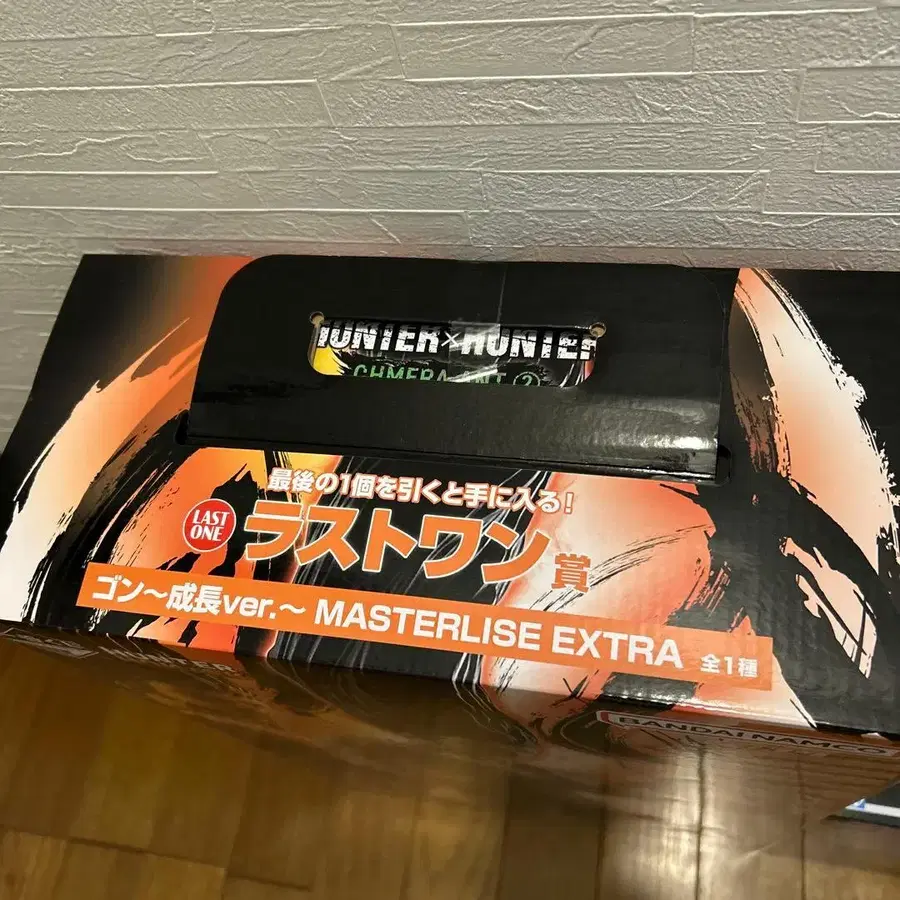 HUNTER×HUNTER
最後の1個を引くと手に入る!
LAST
ONE
ラストワン賞
ゴン〜成長ver.〜 MASTERLISE EXTRA 全1種
HUNTER
BANDAI NAMCO